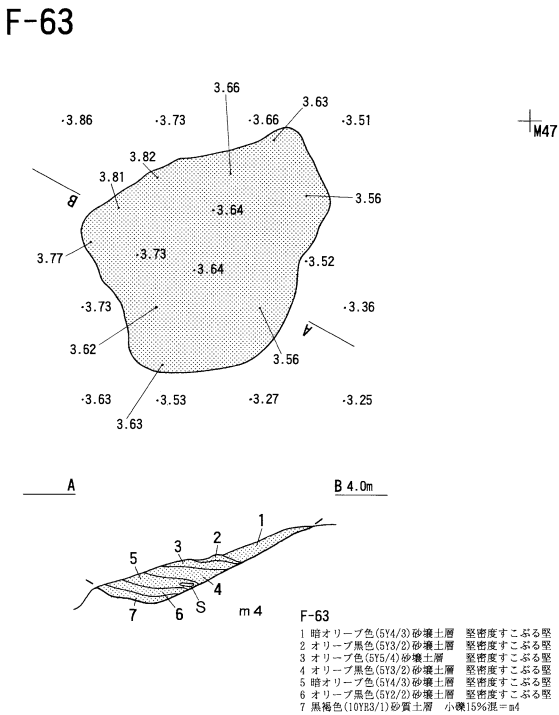 F-63
3.66
3.63
·3.86 ·3.73 ·3.66 ·3.51
M47
3.82
3.81
B
3.56
·3.64
3.77
·3.73
·3.52
·3.64
·3.73
·3.36
A
3.62
3.56
·3.63 ·3.53 ·3.27 ·3.25
3.63
A B 4.0m
1
2
3
5
4
7 6 S m4
F-63
1 暗オリーブ色(5Y4/3)砂壌土層 堅密度すこぶる堅
2 オリーブ黒色(5Y3/2)砂壌土層 堅密度すこぶる堅
3 オリーブ色(5Y5/4)砂壌土層 堅密度すこぶる堅
4 オリーブ黒色(5Y3/2)砂壌土層 堅密度すこぶる堅
5 暗オリーブ色(5Y4/3)砂壌土層 堅密度すこぶる堅
6 オリーブ黒色(5Y2/2)砂壌土層 堅密度すこぶる堅
7 黒褐色(10YR3/1)砂質土層 小礫15%混=m4